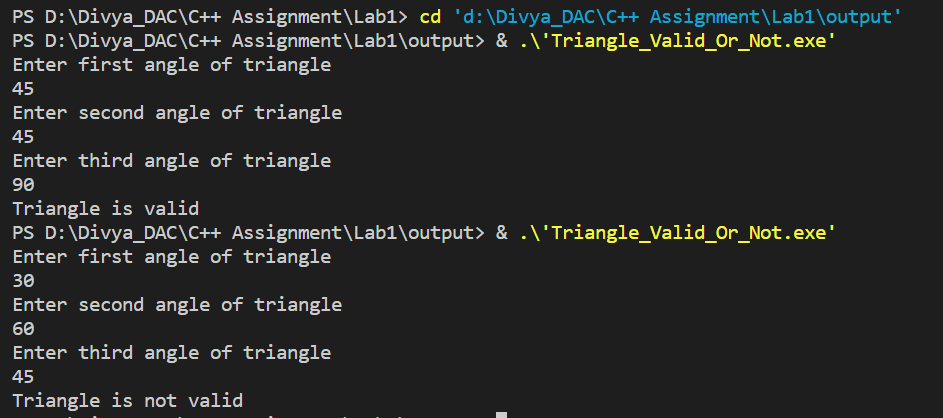 PS D:\Divya_DAC\C++ Assignment\Lab1> cd 'd:\Divya_DAC\C++ Assignment\Lab1\output'
PS D:\Divya_DAC\C++ Assignment\Lab1\output> & .\'Triangle_Valid_Or_Not.exe'
Enter first angle of triangle
45
Enter second angle of triangle
45
Enter third angle of triangle
90
Triangle is valid
PS D:\Divya_DAC\C++ Assignment\Lab1\output> & .\'Triangle_Valid_Or_Not.exe'
Enter first angle of triangle
30
Enter second angle of triangle
60
Enter third angle of triangle
45
Triangle is not valid